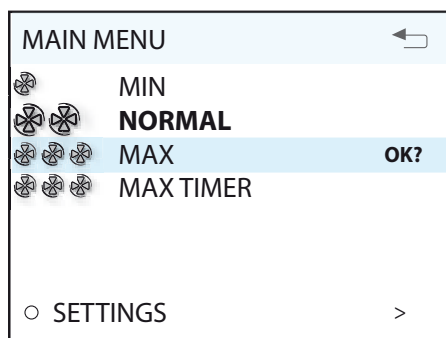 MAIN MENU
MIN
NORMAL
MAX OK?
MAX TIMER
SETTINGS >